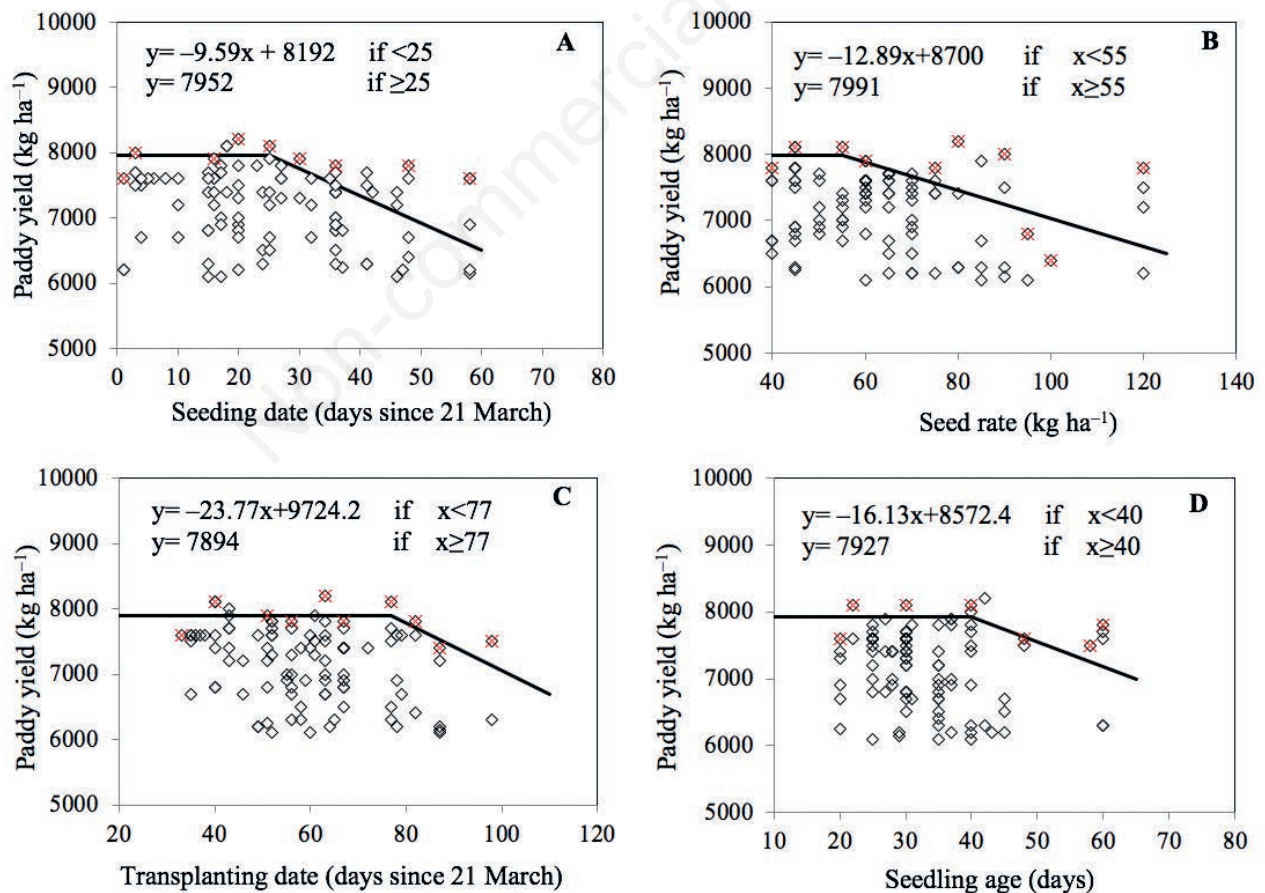 Non-commercial
A
y= –9.59x + 8192 if <25
y= 7952 if ≥25
10000
9000
8000
7000
6000
5000
0 10 20 30 40 50 60 70 80
Paddy yield (kg ha⁻¹)
Seeding date (days since 21 March)
B
y= –12.89x+8700 if x<55
y= 7991 if x≥55
10000
9000
8000
7000
6000
5000
40 60 80 100 120 140
Paddy yield (kg ha⁻¹)
Seed rate (kg ha⁻¹)
C
y= –23.77x+9724.2 if x<77
y= 7894 if x≥77
10000
9000
8000
7000
6000
5000
20 40 60 80 100 120
Paddy yield (kg ha⁻¹)
Transplanting date (days since 21 March)
D
y= –16.13x+8572.4 if x<40
y= 7927 if x≥40
10000
9000
8000
7000
6000
5000
10 20 30 40 50 60 70 80
Paddy yield (kg ha⁻¹)
Seedling age (days)